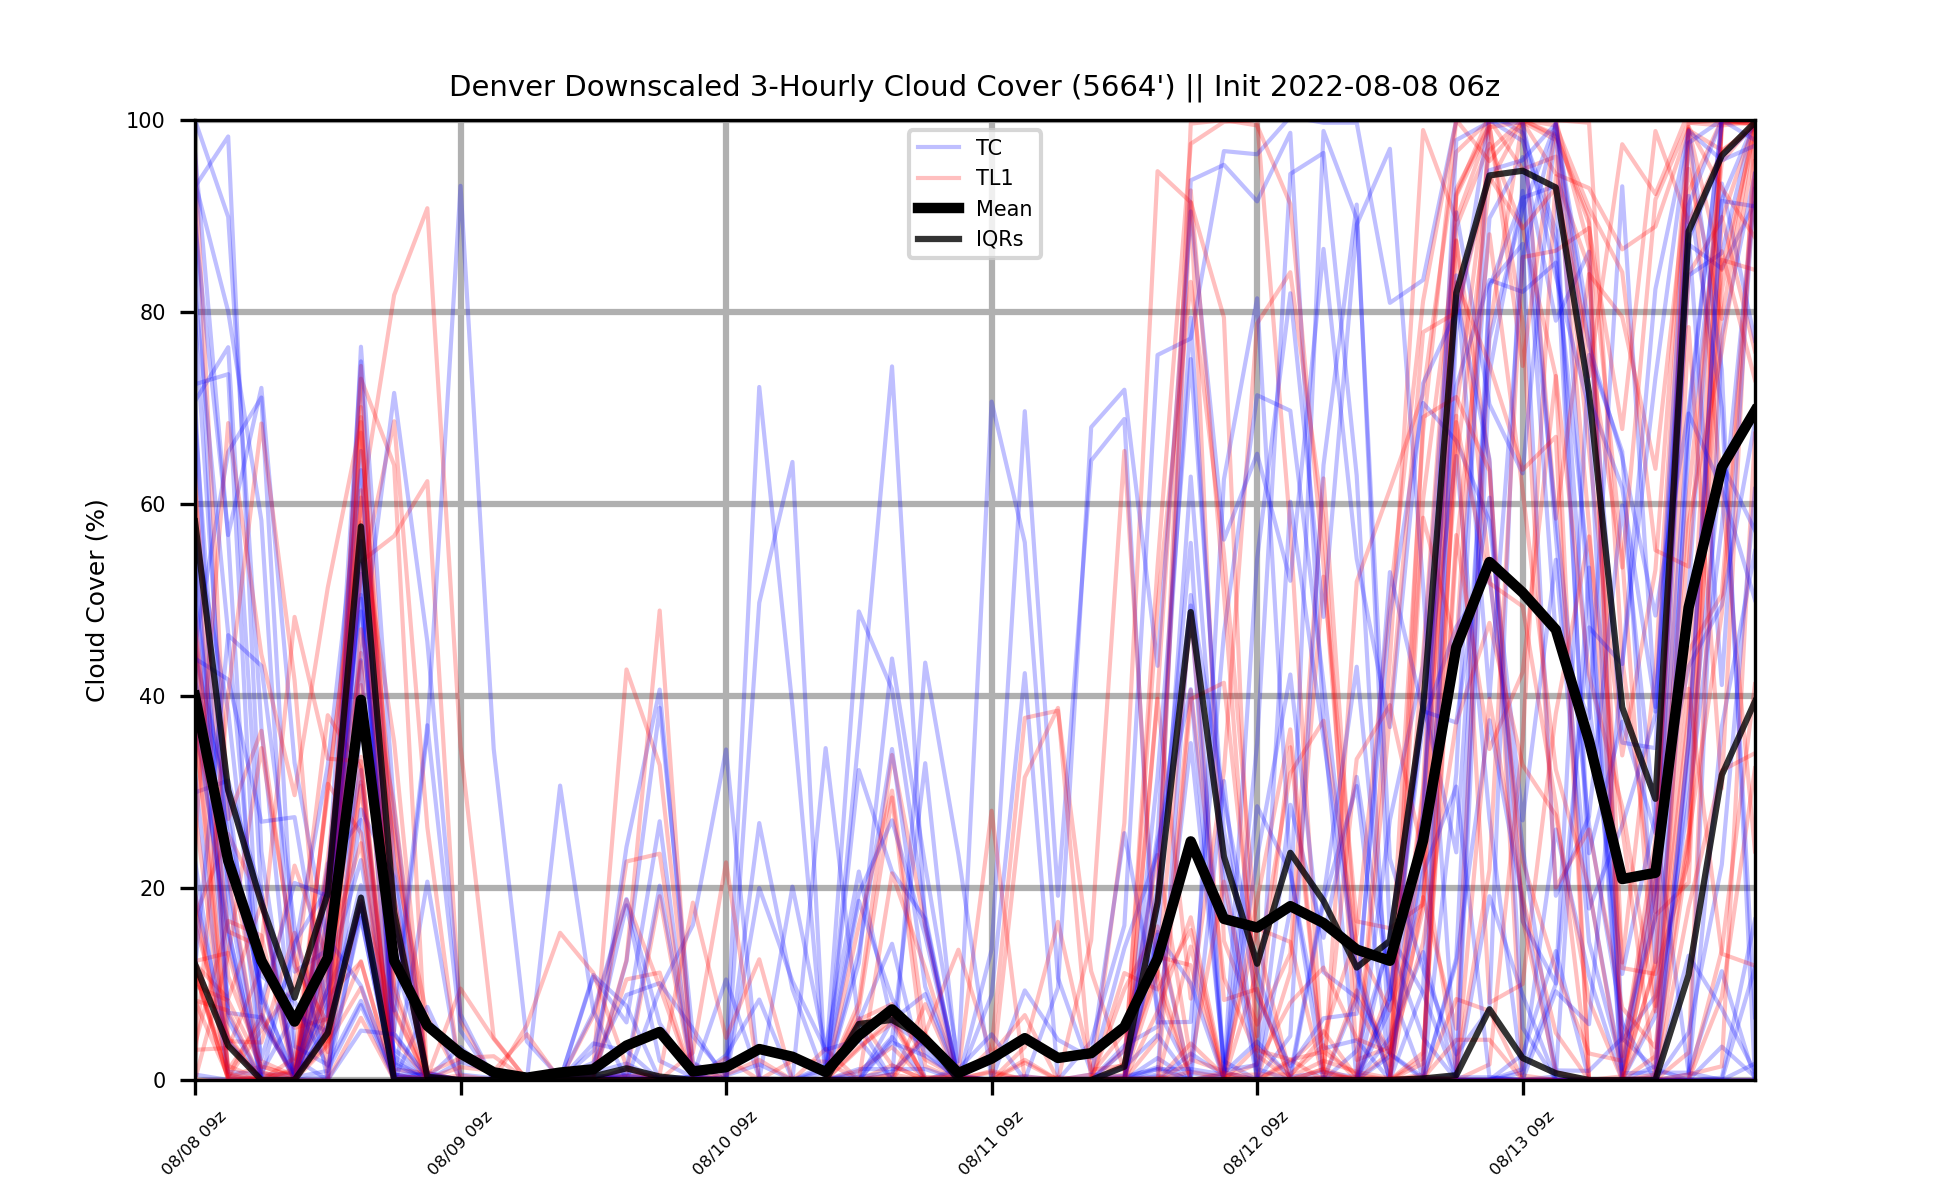 Denver Downscaled 3-Hourly Cloud Cover (5664') || Init 2022-08-08 06z
100
80
60
40
20
0
Cloud Cover (%)
TC
TL1
Mean
IQRs
08/08 09z
08/09 09z
08/10 09z
08/11 09z
08/12 09z
08/13 09z